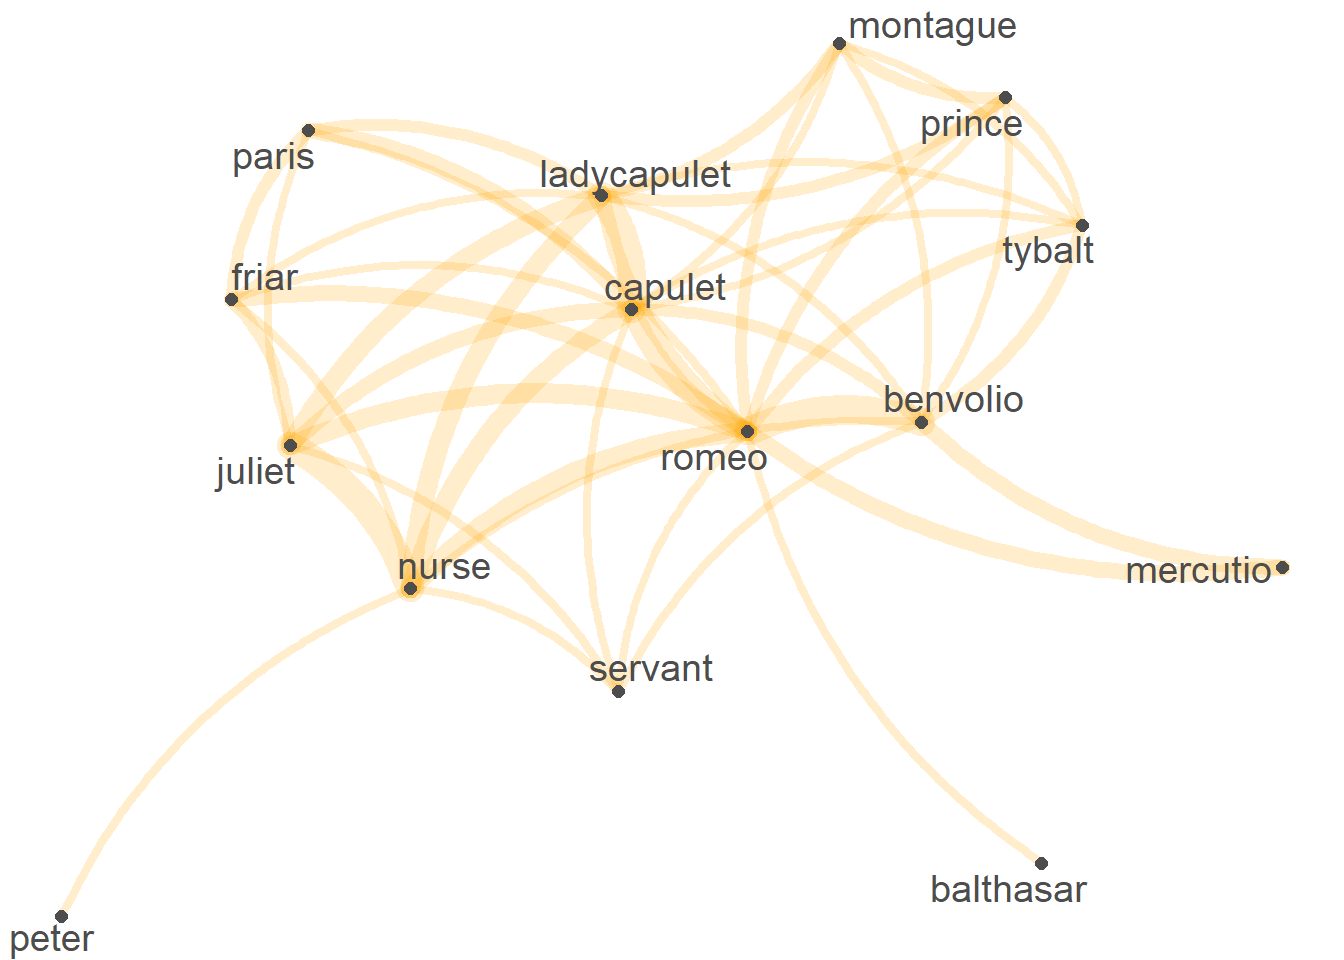 montague
prince
paris
ladycapulet
tybalt
friar
capulet
benvolio
romeo
juliet
nurse
mercutio
servant
balthasar
peter